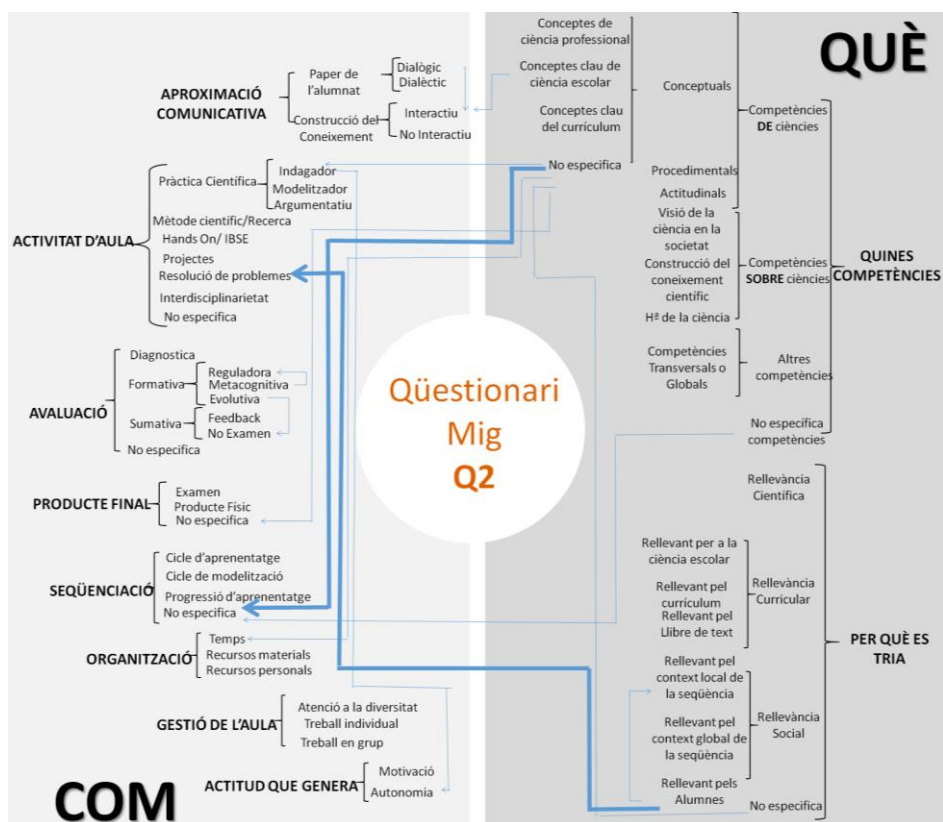 COM
APROXIMACIÓ
COMUNICATIVA
Paper de
l'alumnat
Dialògic
Dialèctic
Construcció del
Coneixement
Interactiu
No Interactiu
ACTIVITAT D'AULA
Pràctica Científica
Indagador
Modelitzador
Argumentatiu
Mètode científic/Recerca
Hands On/ IBSE
Projectes
Resolució de problemes
Interdisciplinarietat
No especifica
AVALUACIÓ
Diagnostica
Formativa
Reguladora
Metacognitiva
Evolutiva
Sumativa
Feedback
No Examen
No especifica
PRODUCTE FINAL
Examen
Producte Físic
No especifica
SEQÜENCIACIÓ
Cicle d'aprenentatge
Cicle de modelització
Progressió d'aprenentatge
No especifica
ORGANITZACIÓ
Temps
Recursos materials
Recursos personals
GESTIÓ DE L'AULA
Atenció a la diversitat
Treball individual
Treball en grup
ACTITUD QUE GENERA
Motivació
Autonomia
Qüestionari
Mig
Q2
QUÈ
Conceptes de
ciència professional
Conceptes clau de
ciència escolar
Conceptes clau
del currículum
No especifica
Conceptuals
Procedimentals
Actitudinals
Competències
DE ciències
Visió de la
ciència en la
societat
Construcció del
coneixement
científic
Hª de la ciència
Competències
SOBRE ciències
Competències
Transversals o
Globals
Altres
competències
No especifica
competències
QUINES
COMPETÈNCIES
Rellevància
Científica
Rellevant per a la
ciència escolar
Rellevant pel
currículum
Rellevant pel
Llibre de text
Rellevància
Curricular
Rellevant pel
context local de
la seqüència
Rellevant pel
context global de
la seqüència
Rellevant pels
Alumnes
Rellevància
Social
No especifica
PER QUÈ ES
TRIA